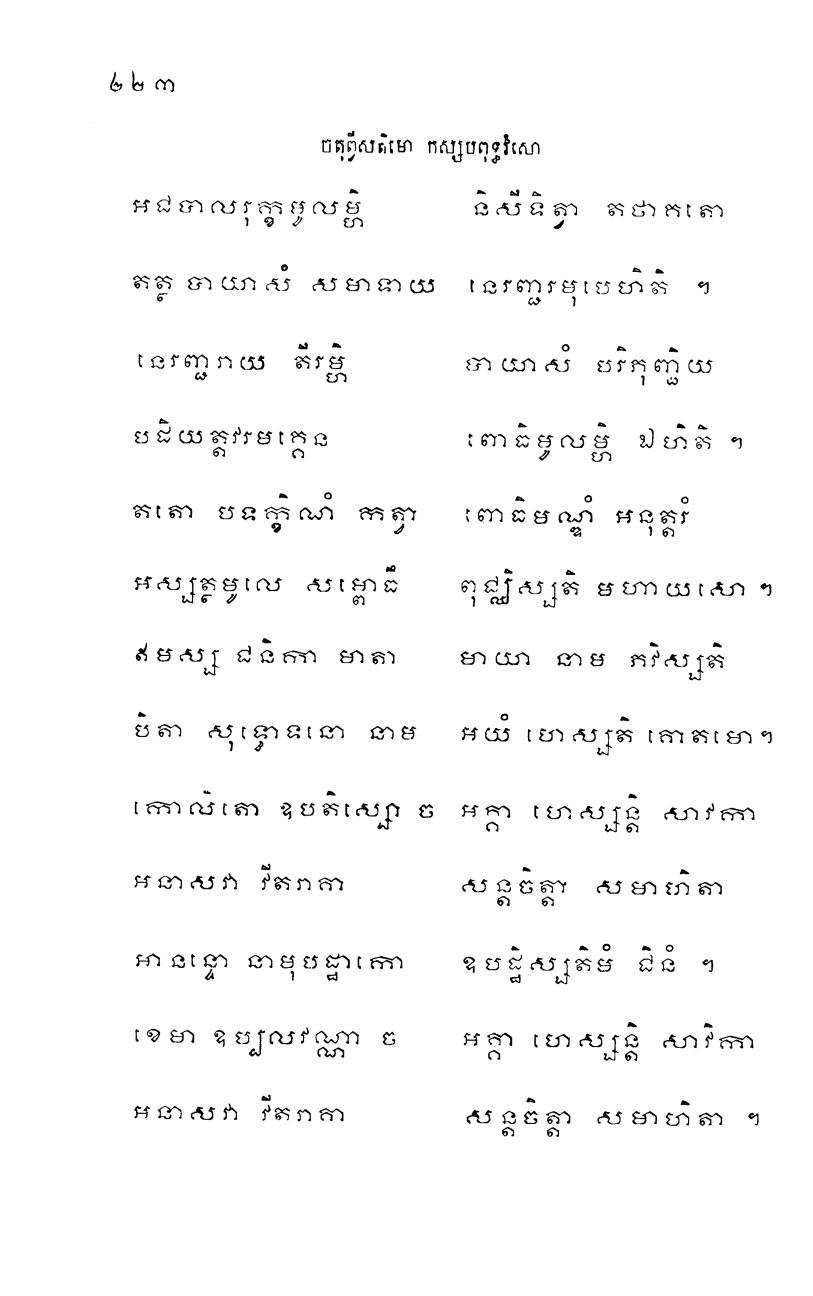 ៤២៣
ចតុព្វីសតិមោ កស្សបពុទ្ធវំសោ
អជបាលរុក្ខមូលម្ហិ និសីទិត្វា តថាគតោ
តត្ថ បាយាសំ សមាទាយ នេរញ្ជរមុបេហិតិ ។
នេរញ្ជរាយ តីរម្ហិ បាយាសំ បរិភុញ្ជិយ
បដិយត្តវរមគ្គេន ពោធិមូលម្ហិ ឯហិតិ ។
តតោ បទក្ខិណំ កត្វា ពោធិមណ្ឌំ អនុត្តរំ
អស្សត្ថមូលេ សម្ពោធឹ ពុជ្ឈិស្សតិ មហាយសោ ។
ឥមស្ស ជនិកា មាតា មាយា នាម ភវិស្សតិ
បិតា សុទ្ធោទនោ នាម អយំ ហេស្សតិ គោតមោ។
កោលិតោ ឧបតិស្សោ ច អគ្គា ហេស្សន្តិ សាវកា
អនាសវា វីតរាគា សន្តចិត្តា សមាហិតា
អានន្ទោ នាមុបដ្ឋាកោ ឧបដ្ឋិស្សតិមំ ជិនំ ។
ខេមា ឧប្បលវណ្ណា ច អគ្គា ហេស្សន្តិ សាវិកា
អនាសវា វីតរាគា សន្តចិត្តា សមាហិតា ។